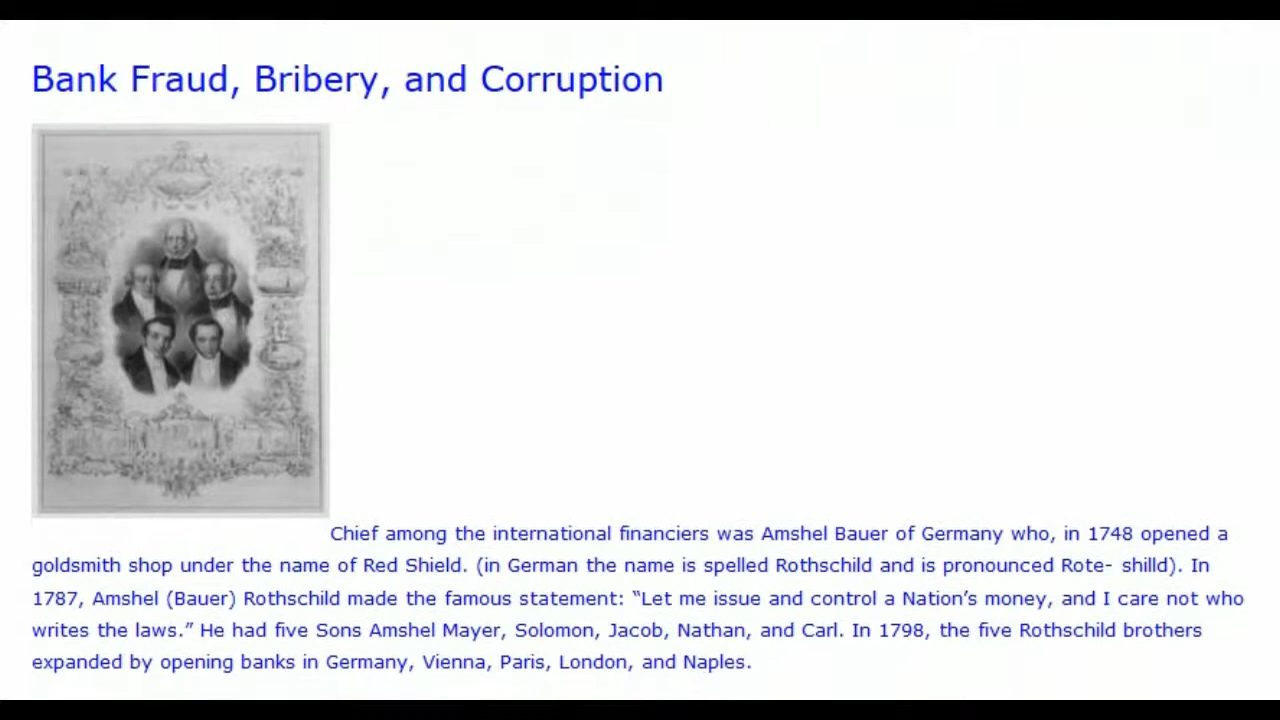 Bank Fraud, Bribery, and Corruption
Chief among the international financiers was Amshel Bauer of Germany who, in 1748 opened a
goldsmith shop under the name of Red Shield. (in German the name is spelled Rothschild and is pronounced Rote- shilld). In
1787, Amshel (Bauer) Rothschild made the famous statement: “Let me issue and control a Nation’s money, and I care not who
writes the laws.” He had five Sons Amshel Mayer, Solomon, Jacob, Nathan, and Carl. In 1798, the five Rothschild brothers
expanded by opening banks in Germany, Vienna, Paris, London, and Naples.